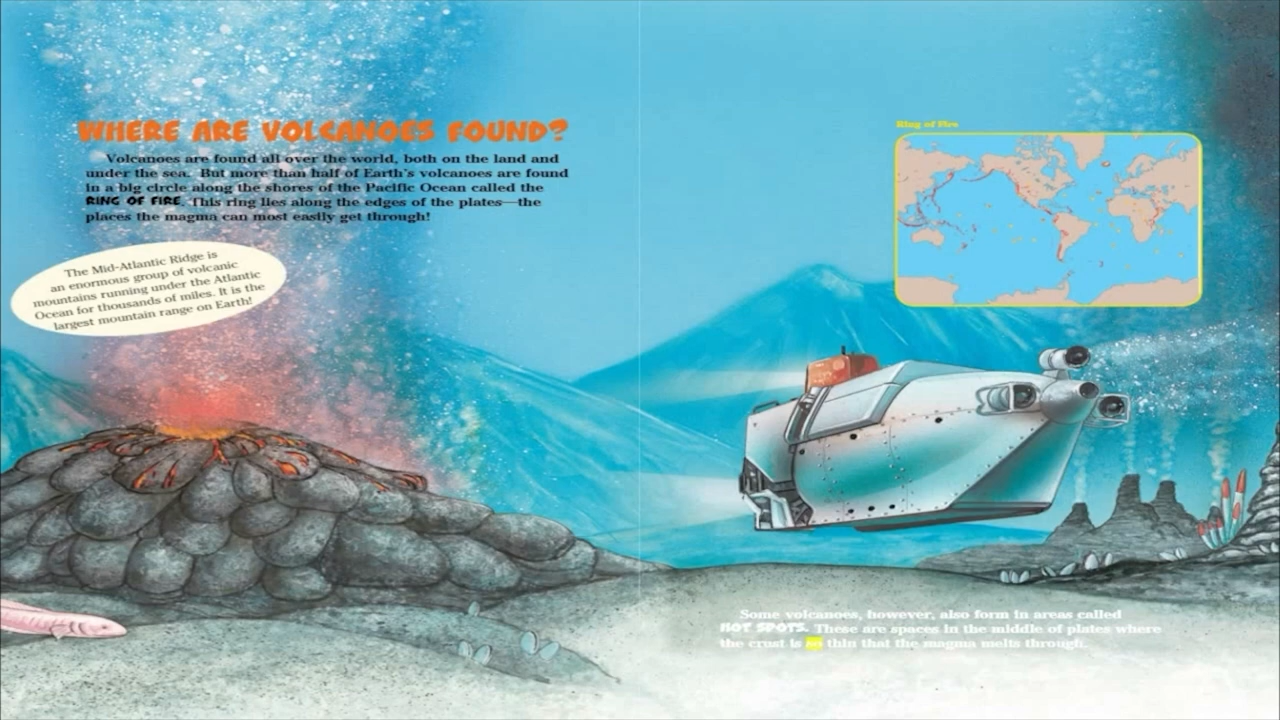 WHERE ARE VOLCANOES FOUND?
Volcanoes are found all over the world, both on the land and
under the sea. But more than half of Earth's volcanoes are found
in a big circle along the shores of the Pacific Ocean called the
RING OF FIRE. This ring lies along the edges of the plates—the
places the magma can most easily get through!
The Mid-Atlantic Ridge is
an enormous group of volcanic
mountains running under the Atlantic
Ocean for thousands of miles. It is the
largest mountain range on Earth!
Ring of Fire
Some volcanoes, however, also form in areas called
HOT SPOTS. These are spaces in the middle of plates where
the crust is so thin that the magma melts through.